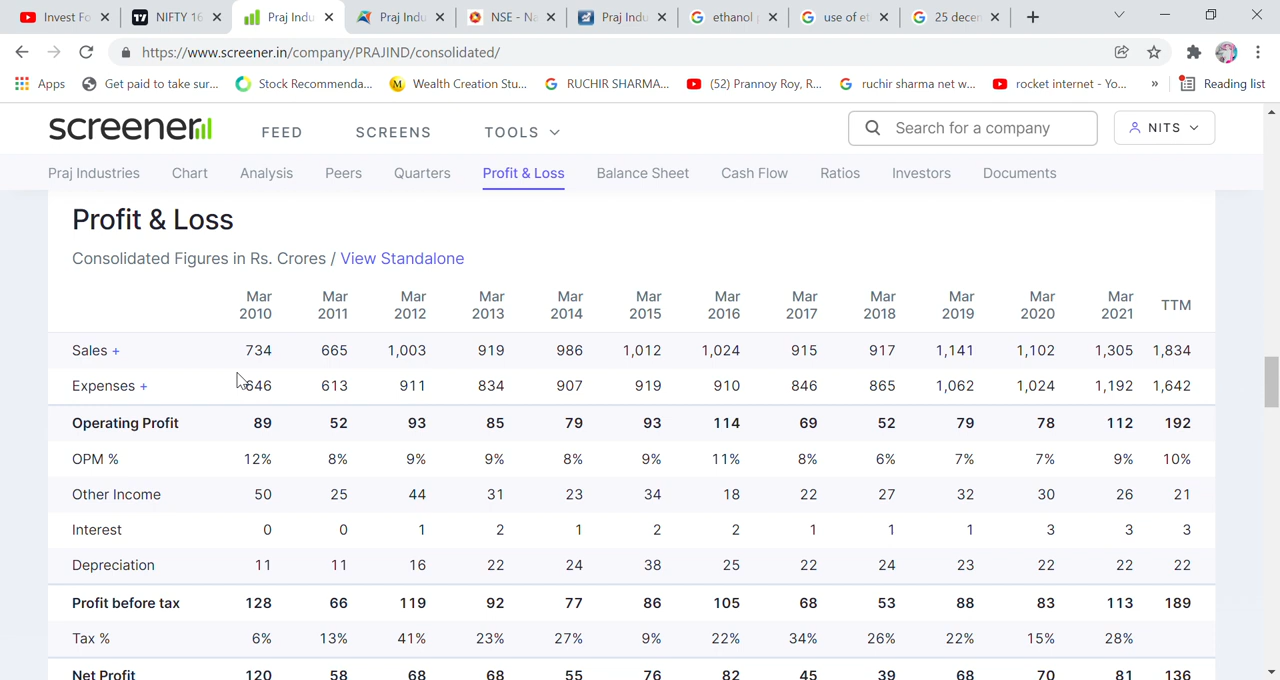 Invest Fo
NIFTY 16
Praj Indu
Praj Indu
NSE - Na
Praj Indu
ethanol
use of et
25 decem
https://www.screener.in/company/PRAJIND/consolidated/
Apps
Get paid to take sur...
Stock Recommenda...
Wealth Creation Stu...
RUCHIR SHARMA...
(52) Prannoy Roy, R...
ruchir sharma net w...
rocket internet - Yo...
»
Reading list
screener
FEED
SCREENS
TOOLS
Search for a company
NITS
Praj Industries Chart Analysis Peers Quarters Profit & Loss Balance Sheet Cash Flow Ratios Investors Documents
Profit & Loss
Consolidated Figures in Rs. Crores / View Standalone
Mar 2010 Mar 2011 Mar 2012 Mar 2013 Mar 2014 Mar 2015 Mar 2016 Mar 2017 Mar 2018 Mar 2019 Mar 2020 Mar 2021 TTM
Sales + 734 665 1,003 919 986 1,012 1,024 915 917 1,141 1,102 1,305 1,834
Expenses + 646 613 911 834 907 919 910 846 865 1,062 1,024 1,192 1,642
Operating Profit 89 52 93 85 79 93 114 69 52 79 78 112 192
OPM % 12% 8% 9% 9% 8% 9% 11% 8% 6% 7% 7% 9% 10%
Other Income 50 25 44 31 23 34 18 22 27 32 30 26 21
Interest 0 0 1 2 1 2 2 1 1 1 3 3 3
Depreciation 11 11 16 22 24 38 25 22 24 23 22 22 22
Profit before tax 128 66 119 92 77 86 105 68 53 88 83 113 189
Tax % 6% 13% 41% 23% 27% 9% 22% 34% 26% 22% 15% 28%
Net Profit 120 58 68 68 55 76 82 45 39 68 70 81 136